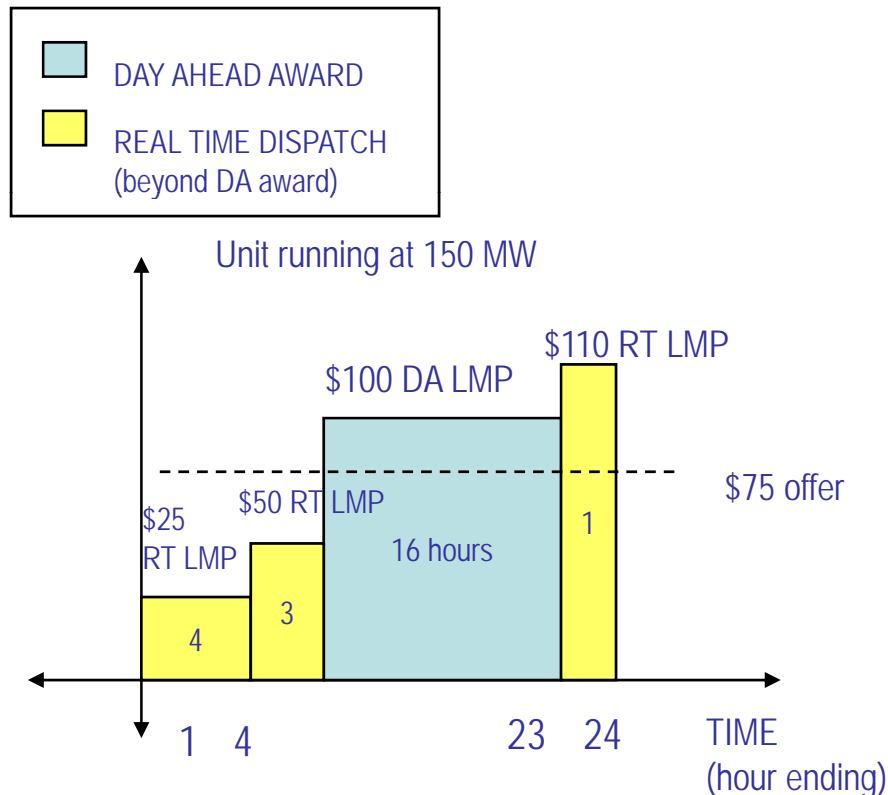 DAY AHEAD AWARD
REAL TIME DISPATCH
(beyond DA award)
Unit running at 150 MW
$110 RT LMP
$100 DA LMP
$75 offer
$50 RT LMP
$25
RT LMP
1
16 hours
3
4
1 4 23 24 TIME
(hour ending)